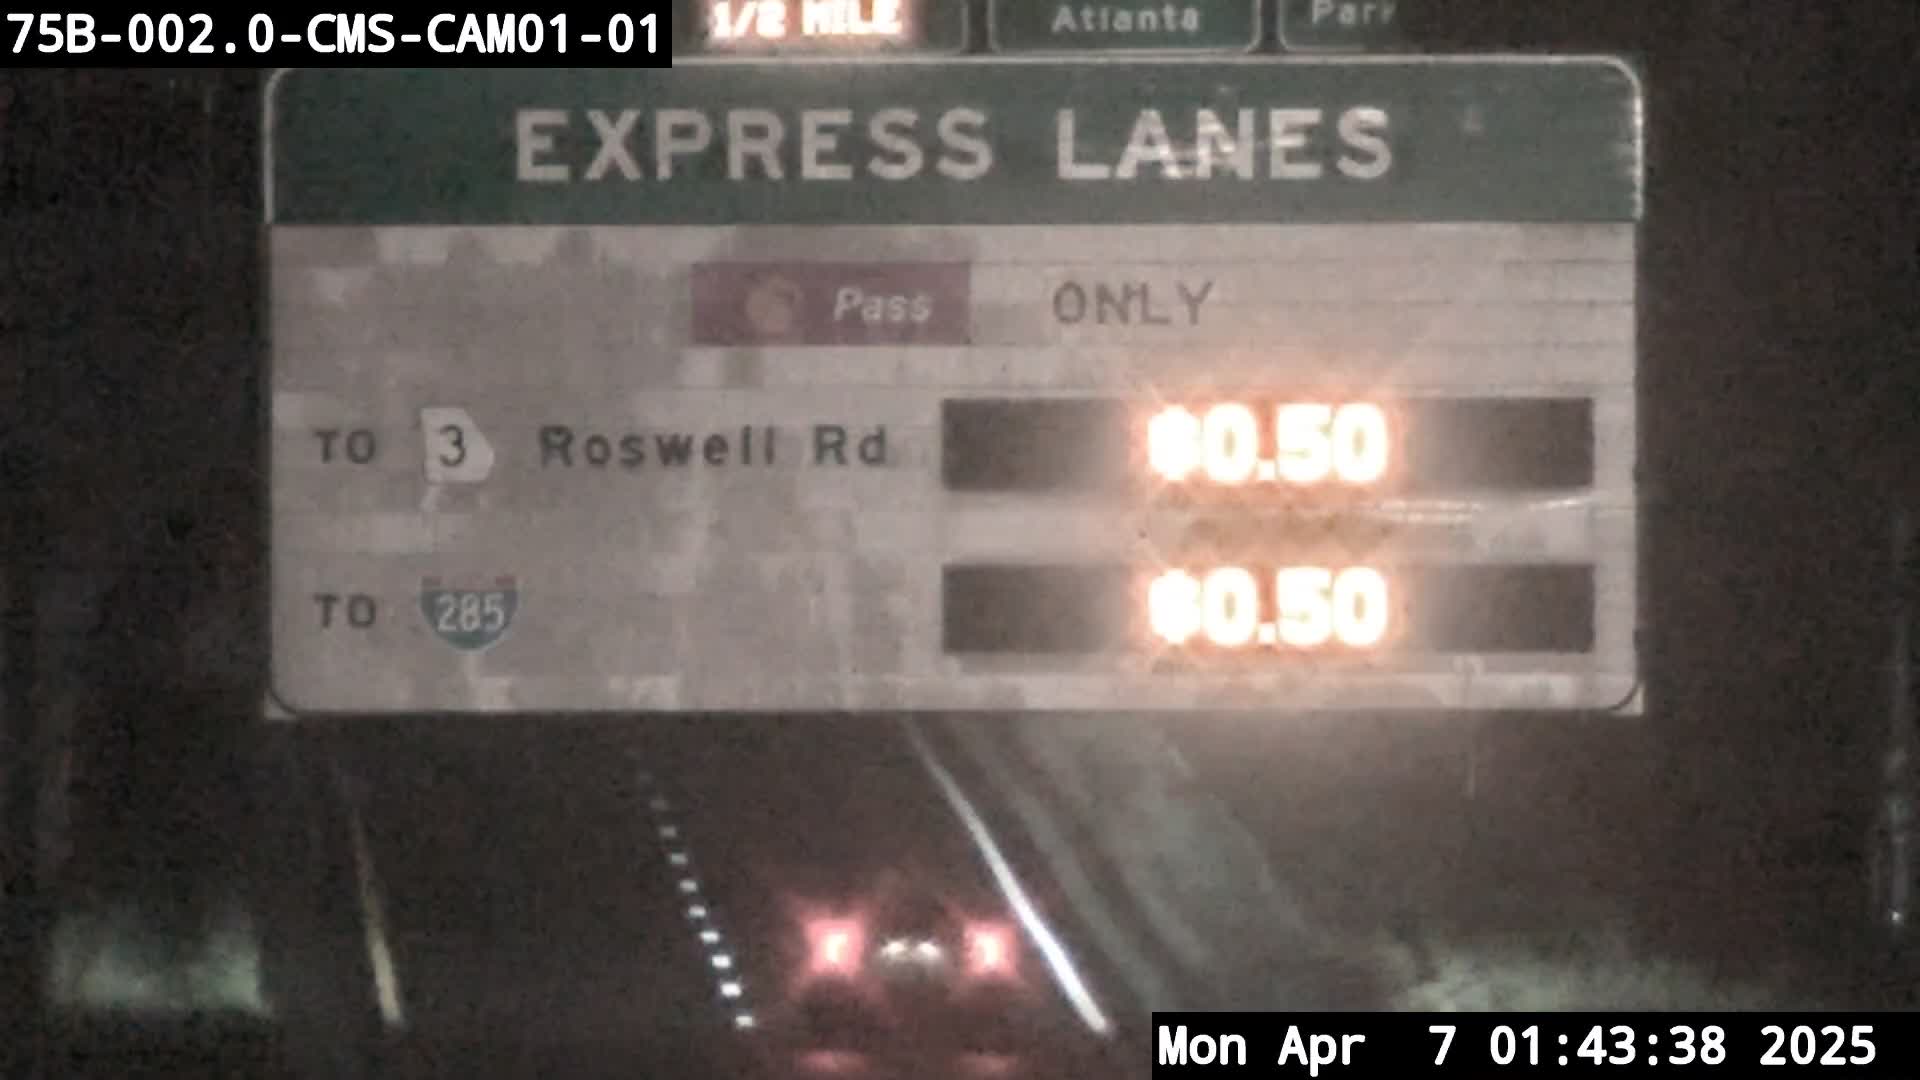 75B-002.0-CMS-CAM01-01
1/2 MILE
Atlanta
Park
EXPRESS LANES
Pass ONLY
TO 3 Roswell Rd $0.50
TO 285 $0.50
Mon Apr 7 01:43:38 2025